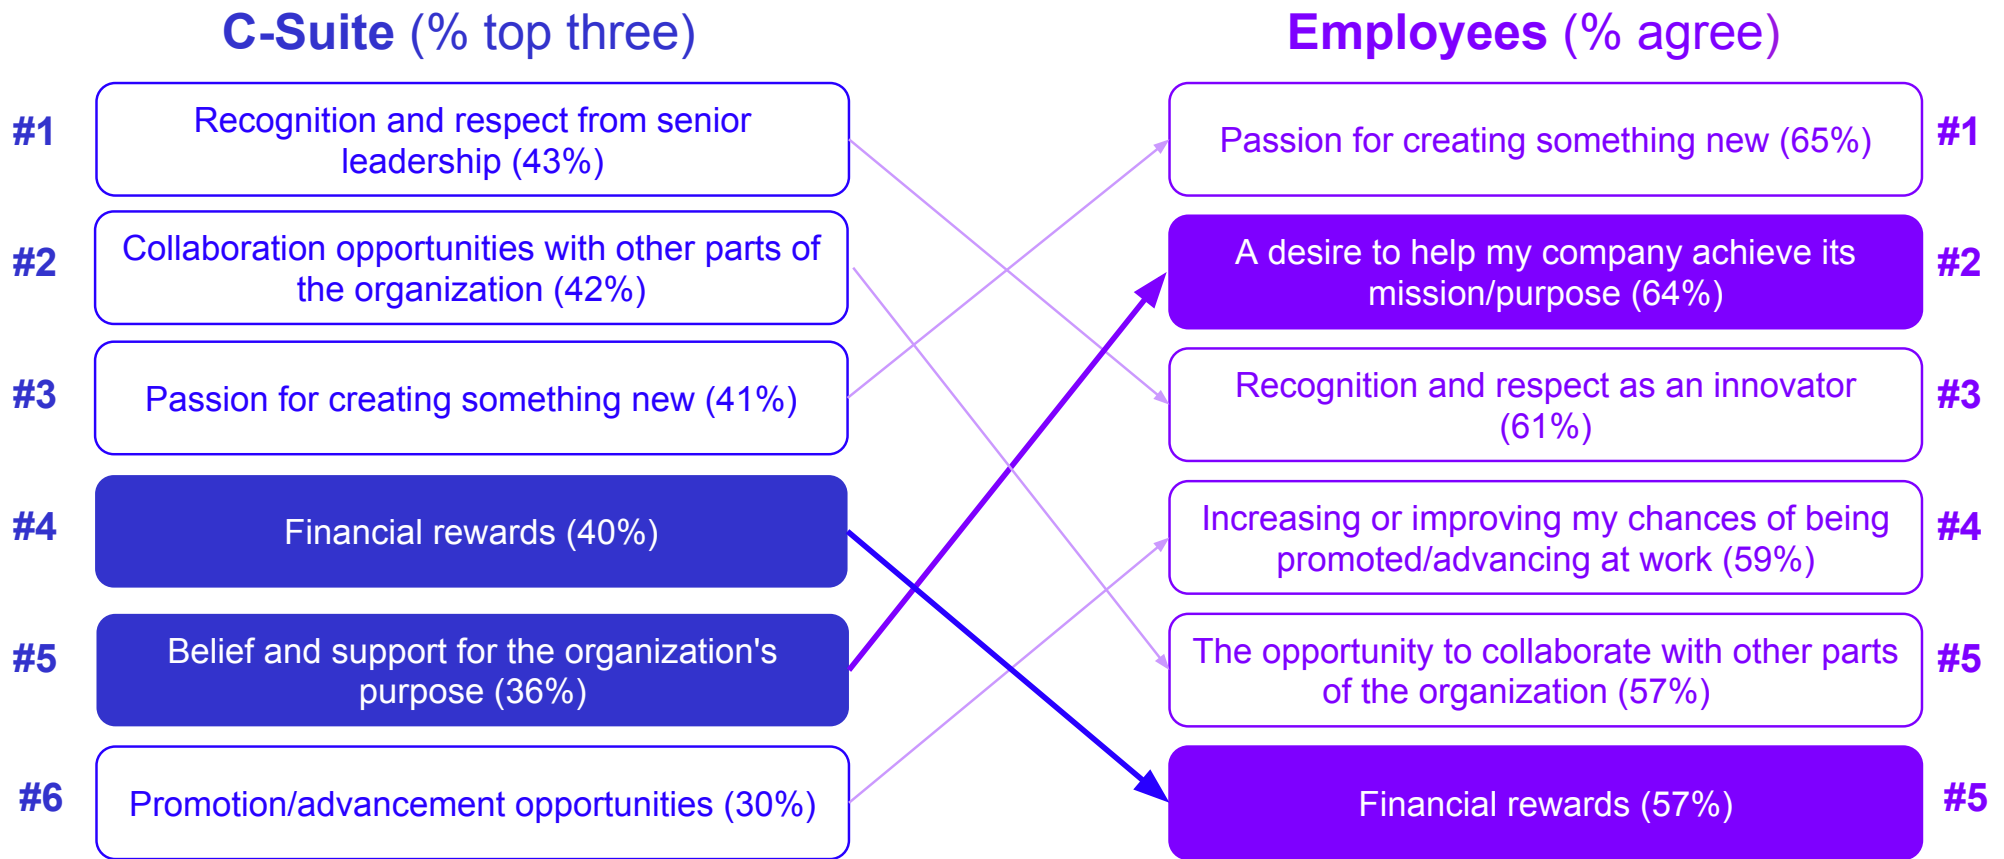 C-Suite (% top three)
#1
Recognition and respect from senior
leadership (43%)
#2
Collaboration opportunities with other parts of
the organization (42%)
#3
Passion for creating something new (41%)
#4
Financial rewards (40%)
#5
Belief and support for the organization's
purpose (36%)
#6
Promotion/advancement opportunities (30%)
Employees (% agree)
Passion for creating something new (65%)
#1
A desire to help my company achieve its
mission/purpose (64%)
#2
Recognition and respect as an innovator
(61%)
#3
Increasing or improving my chances of being
promoted/advancing at work (59%)
#4
The opportunity to collaborate with other parts
of the organization (57%)
#5
Financial rewards (57%)
#5